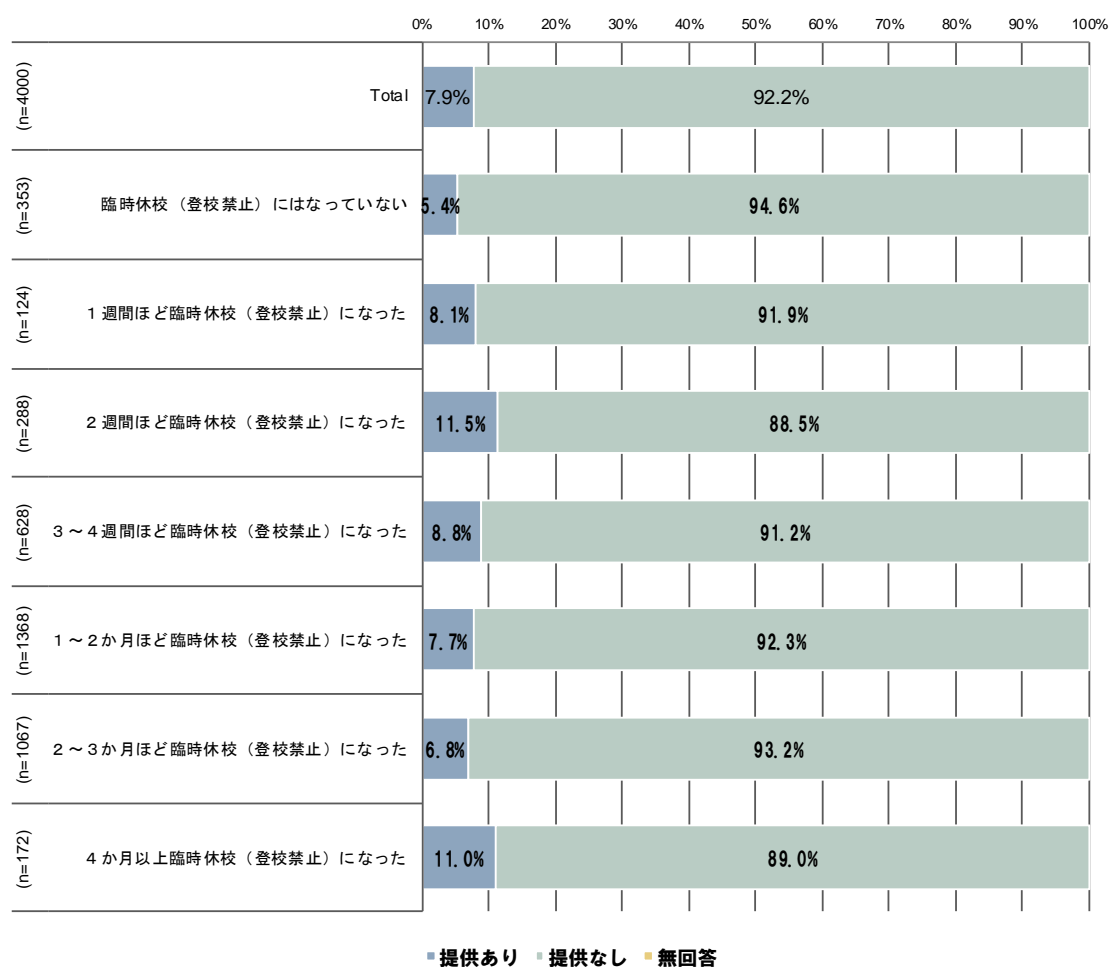 0% 10% 20% 30% 40% 50% 60% 70% 80% 90% 100%
(n=4000) Total 7.9% 92.2%
(n=353) 臨時休校（登校禁止）にはなっていない 5.4% 94.6%
(n=124) １週間ほど臨時休校（登校禁止）になった 8.1% 91.9%
(n=288) ２週間ほど臨時休校（登校禁止）になった 11.5% 88.5%
(n=628) ３～４週間ほど臨時休校（登校禁止）になった 8.8% 91.2%
(n=1368) １～２か月ほど臨時休校（登校禁止）になった 7.7% 92.3%
(n=1067) ２～３か月ほど臨時休校（登校禁止）になった 6.8% 93.2%
(n=172) ４か月以上臨時休校（登校禁止）になった 11.0% 89.0%
提供あり 提供なし 無回答